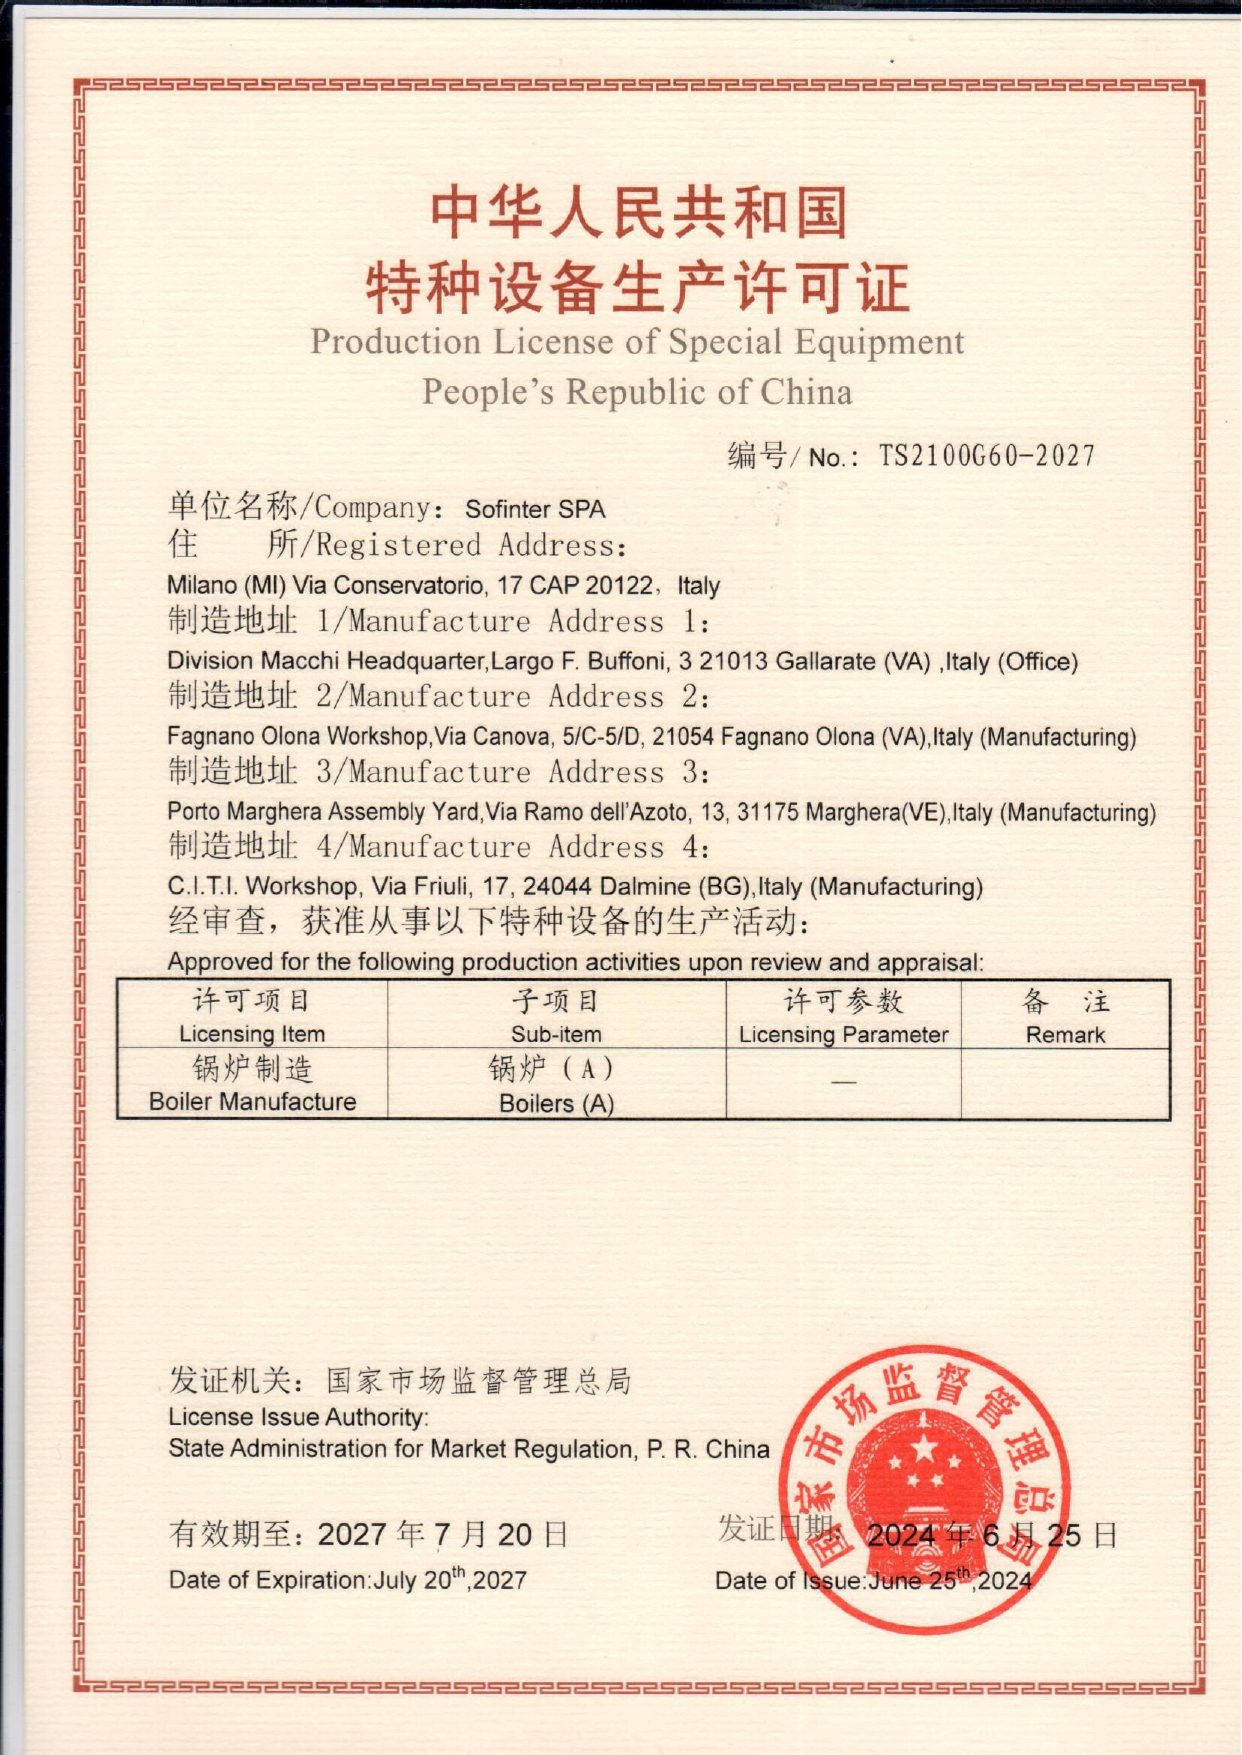 中华人民共和国
特种设备生产许可证
Production License of Special Equipment
People's Republic of China
编号/ No.: TS2100G60-2027
单位名称/Company: Sofinter SPA
住 所/Registered Address:
Milano (MI) Via Conservatorio, 17 CAP 20122, Italy
制造地址 1/Manufacture Address 1:
Division Macchi Headquarter,Largo F. Buffoni, 3 21013 Gallarate (VA) ,Italy (Office)
制造地址 2/Manufacture Address 2:
Fagnano Olona Workshop,Via Canova, 5/C-5/D, 21054 Fagnano Olona (VA),Italy (Manufacturing)
制造地址 3/Manufacture Address 3:
Porto Marghera Assembly Yard,Via Ramo dell'Azoto, 13, 31175 Marghera(VE),Italy (Manufacturing)
制造地址 4/Manufacture Address 4:
C.I.T.I. Workshop, Via Friuli, 17, 24044 Dalmine (BG),Italy (Manufacturing)
经审查，获准从事以下特种设备的生产活动:
Approved for the following production activities upon review and appraisal:
许可项目 子项目 许可参数 备 注
Licensing Item Sub-item Licensing Parameter Remark
锅炉制造 锅炉（A） —
Boiler Manufacture Boilers (A)
发证机关: 国家市场监督管理总局
License Issue Authority:
State Administration for Market Regulation, P. R. China
国家市场监督管理总局
有效期至: 2027 年 7 月 20 日 发证日期: 2024 年 6 月 25 日
Date of Expiration:July 20th,2027 Date of Issue:June 25th,2024